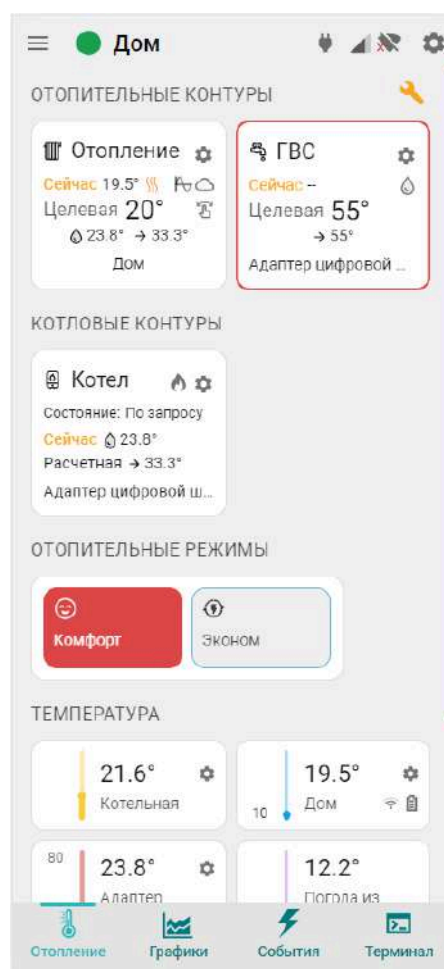 Дом
ОТОПИТЕЛЬНЫЕ КОНТУРЫ
Отопление
Сейчас 19.5°
Целевая 20°
23.8° → 33.3°
Дом
ГВС
Сейчас --
Целевая 55°
→ 55°
Адаптер цифровой ...
КОТЛОВЫЕ КОНТУРЫ
Котел
Состояние: По запросу
Сейчас 23.8°
Расчетная → 33.3°
Адаптер цифровой ш...
ОТОПИТЕЛЬНЫЕ РЕЖИМЫ
Комфорт
Эконом
ТЕМПЕРАТУРА
21.6°
Котельная
19.5°
10 Дом
80
23.8°
Адаптер
12.2°
Погода из
Отопление
Графики
События
Терминал